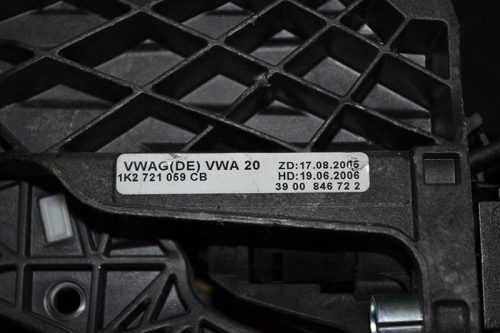 VWAG(DE) VWA 20 ZD:17.08.2005
1K2 721 059 CB HD:19.06.2006
39 00 846 72 2